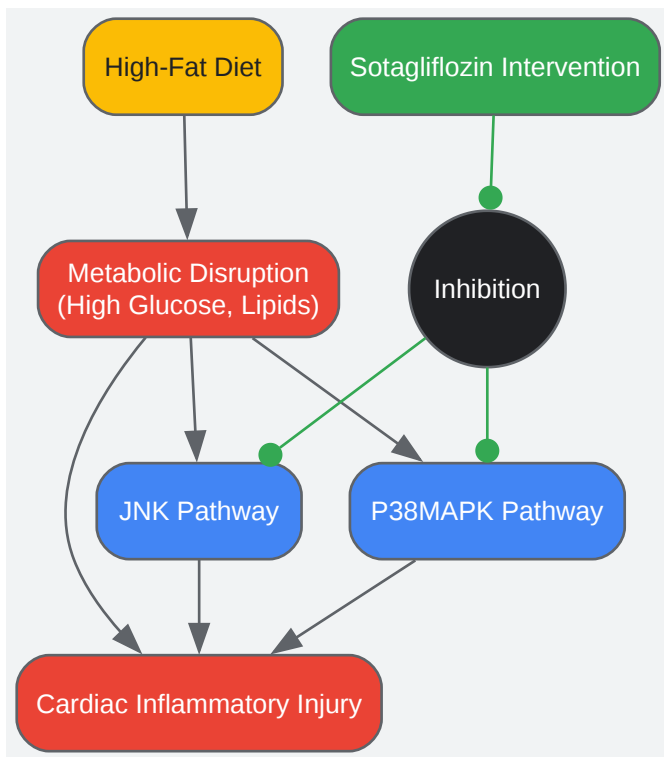 High-Fat Diet
Sotagliflozin Intervention
Metabolic Disruption
(High Glucose, Lipids)
Inhibition
JNK Pathway
P38MAPK Pathway
Cardiac Inflammatory Injury